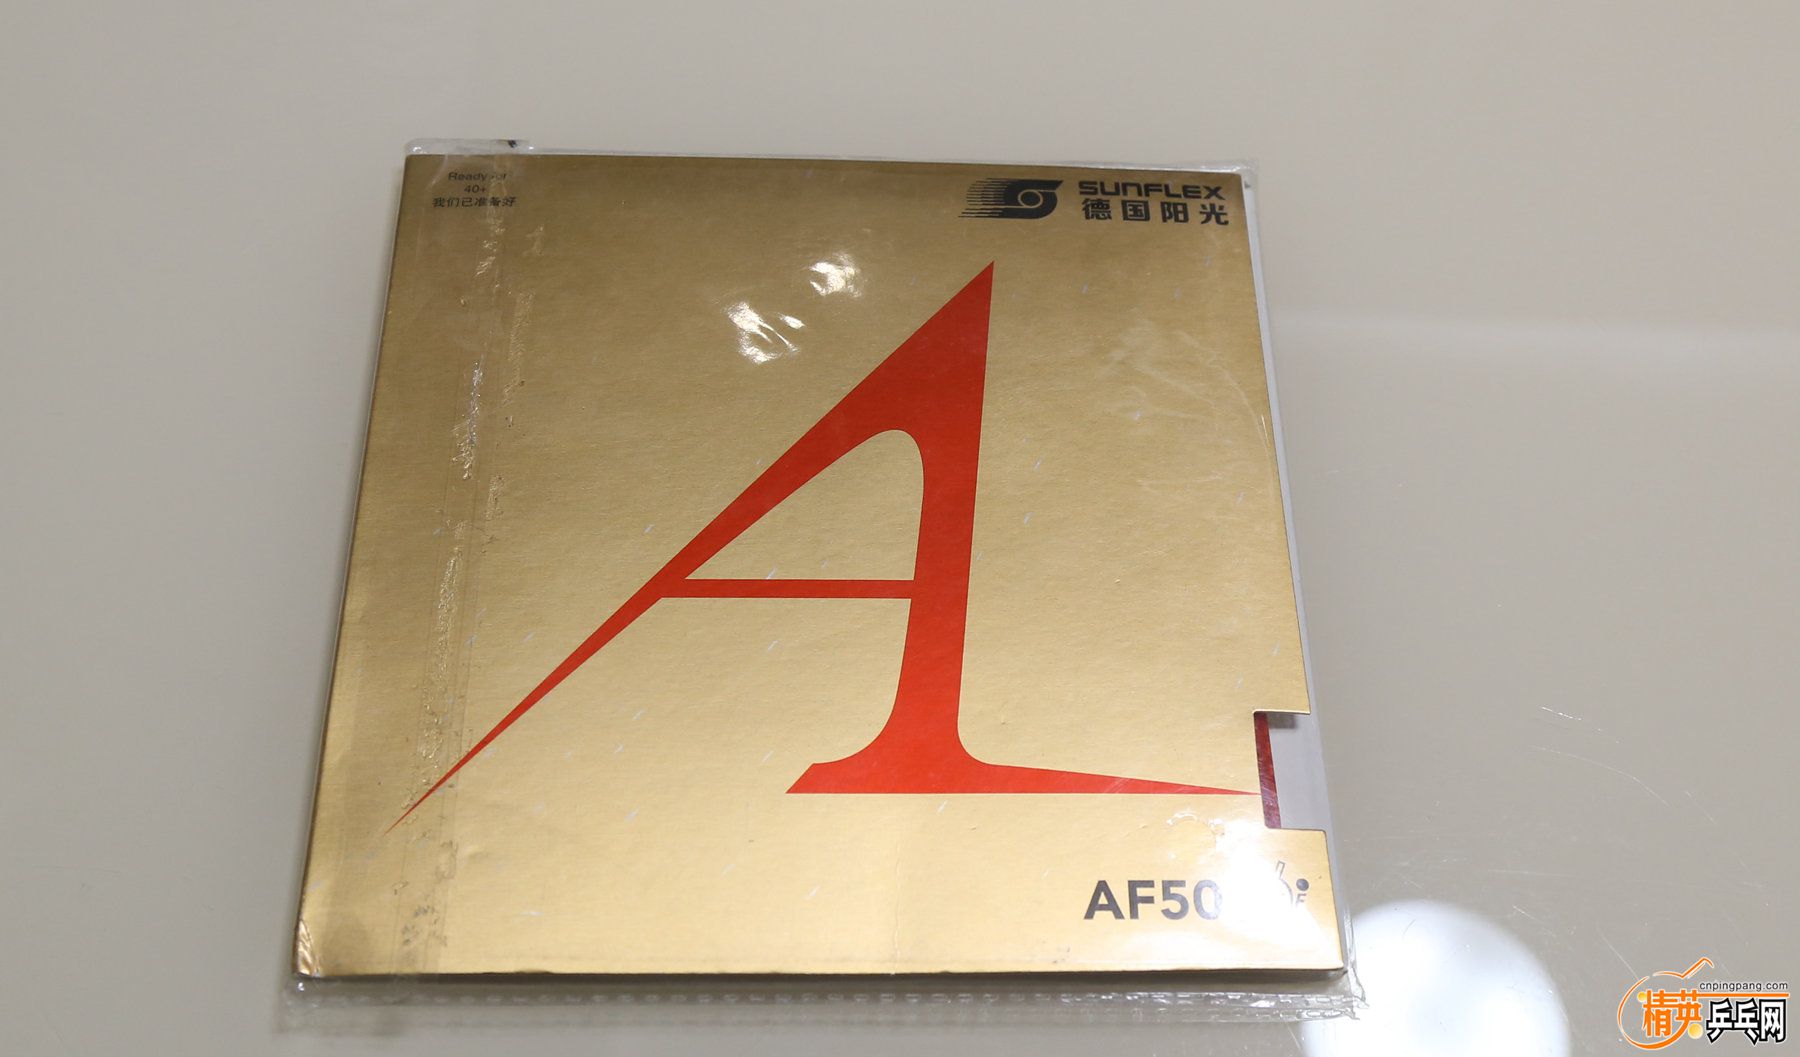 Ready for
40+
我们已准备好
SUNFLEX
德国阳光
A
AF50
cnpingpang.com
精英乒乓网